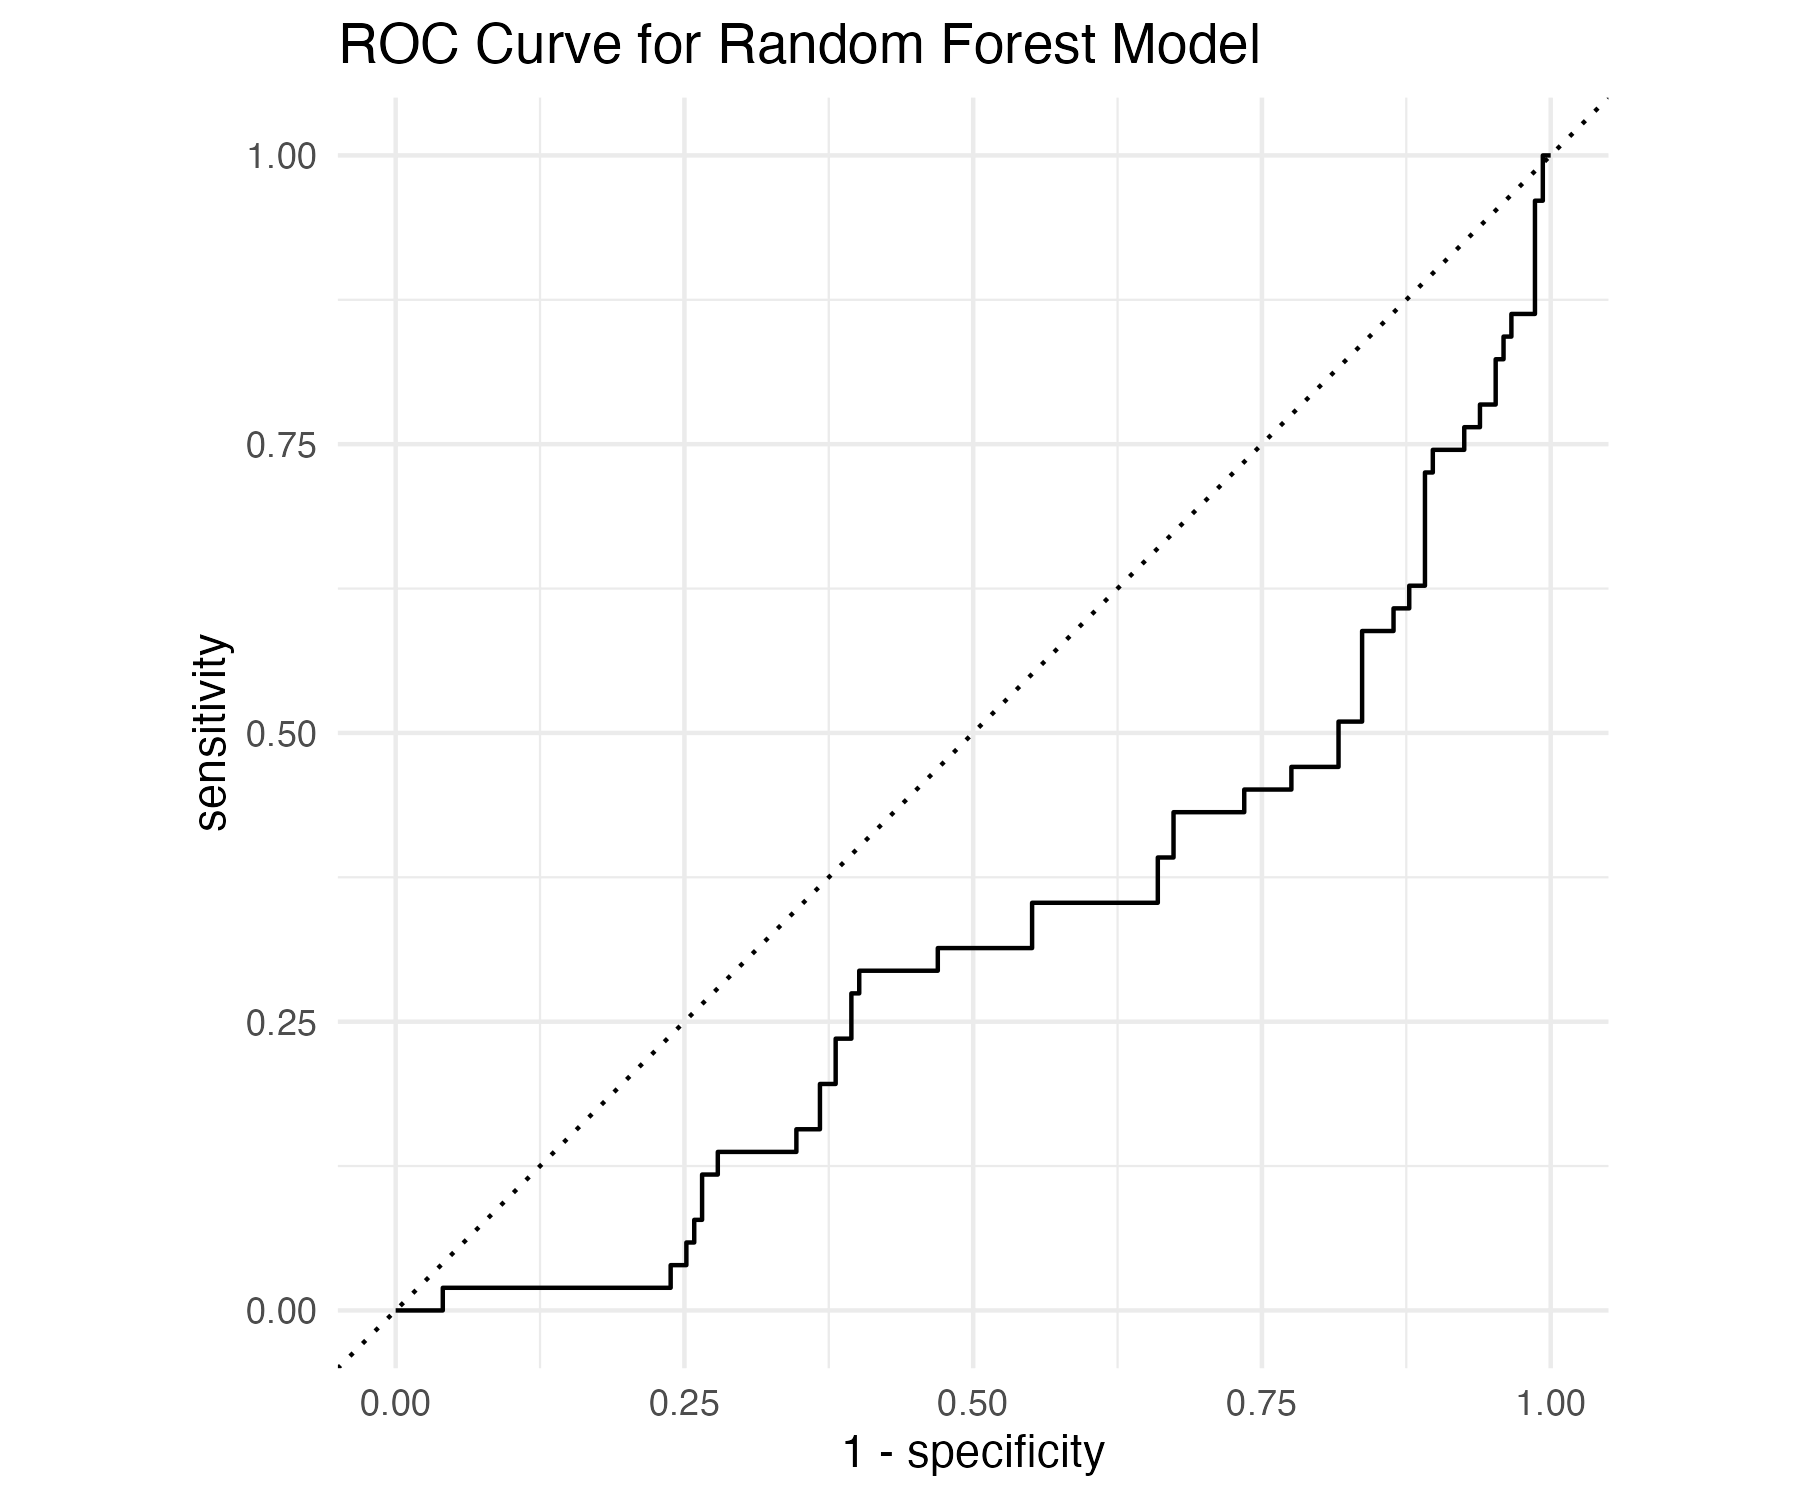 ROC Curve for Random Forest Model
1.00
0.75
0.50
0.25
0.00
sensitivity
0.00 0.25 0.50 0.75 1.00
1 - specificity